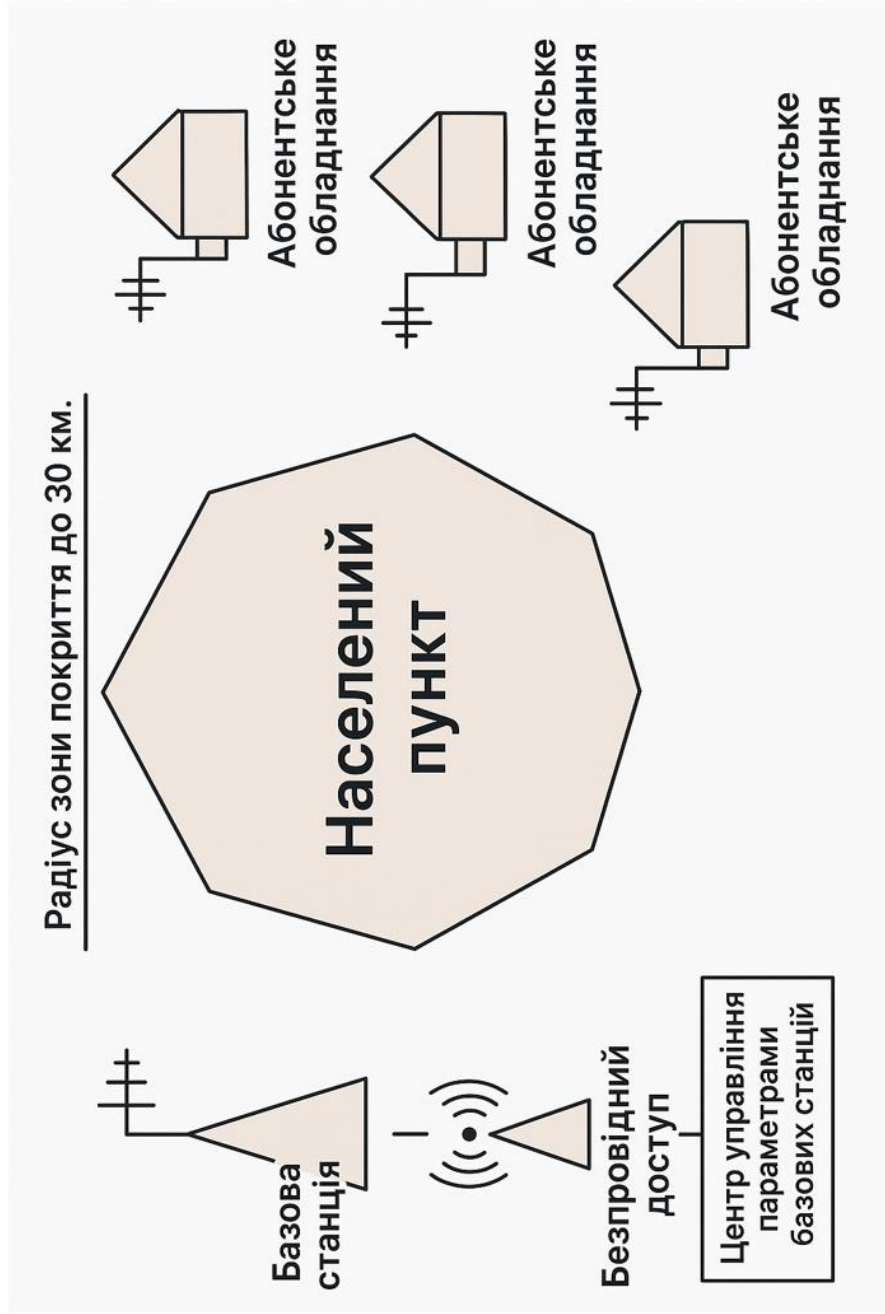 Радіус зони покриття до 30 км.
Базова
станція
Безпровідний
доступ
Центр управління
параметрами
базових станцій
Населений
пункт
Абонентське
обладнання
Абонентське
обладнання
Абонентське
обладнання